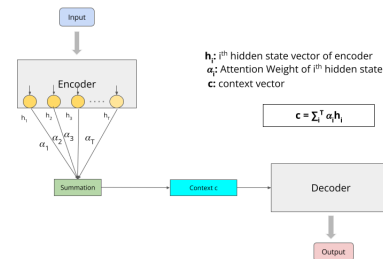 Input
hᵢ: iᵗʰ hidden state vector of encoder
αᵢ: Attention Weight of iᵗʰ hidden state
c: context vector
Encoder
h₁ h₂ h₃ . . . . hₜ
α₁ α₂ α₃ αT
c = ∑ᵢᵀ αᵢhᵢ
Summation
Context c
Decoder
Output